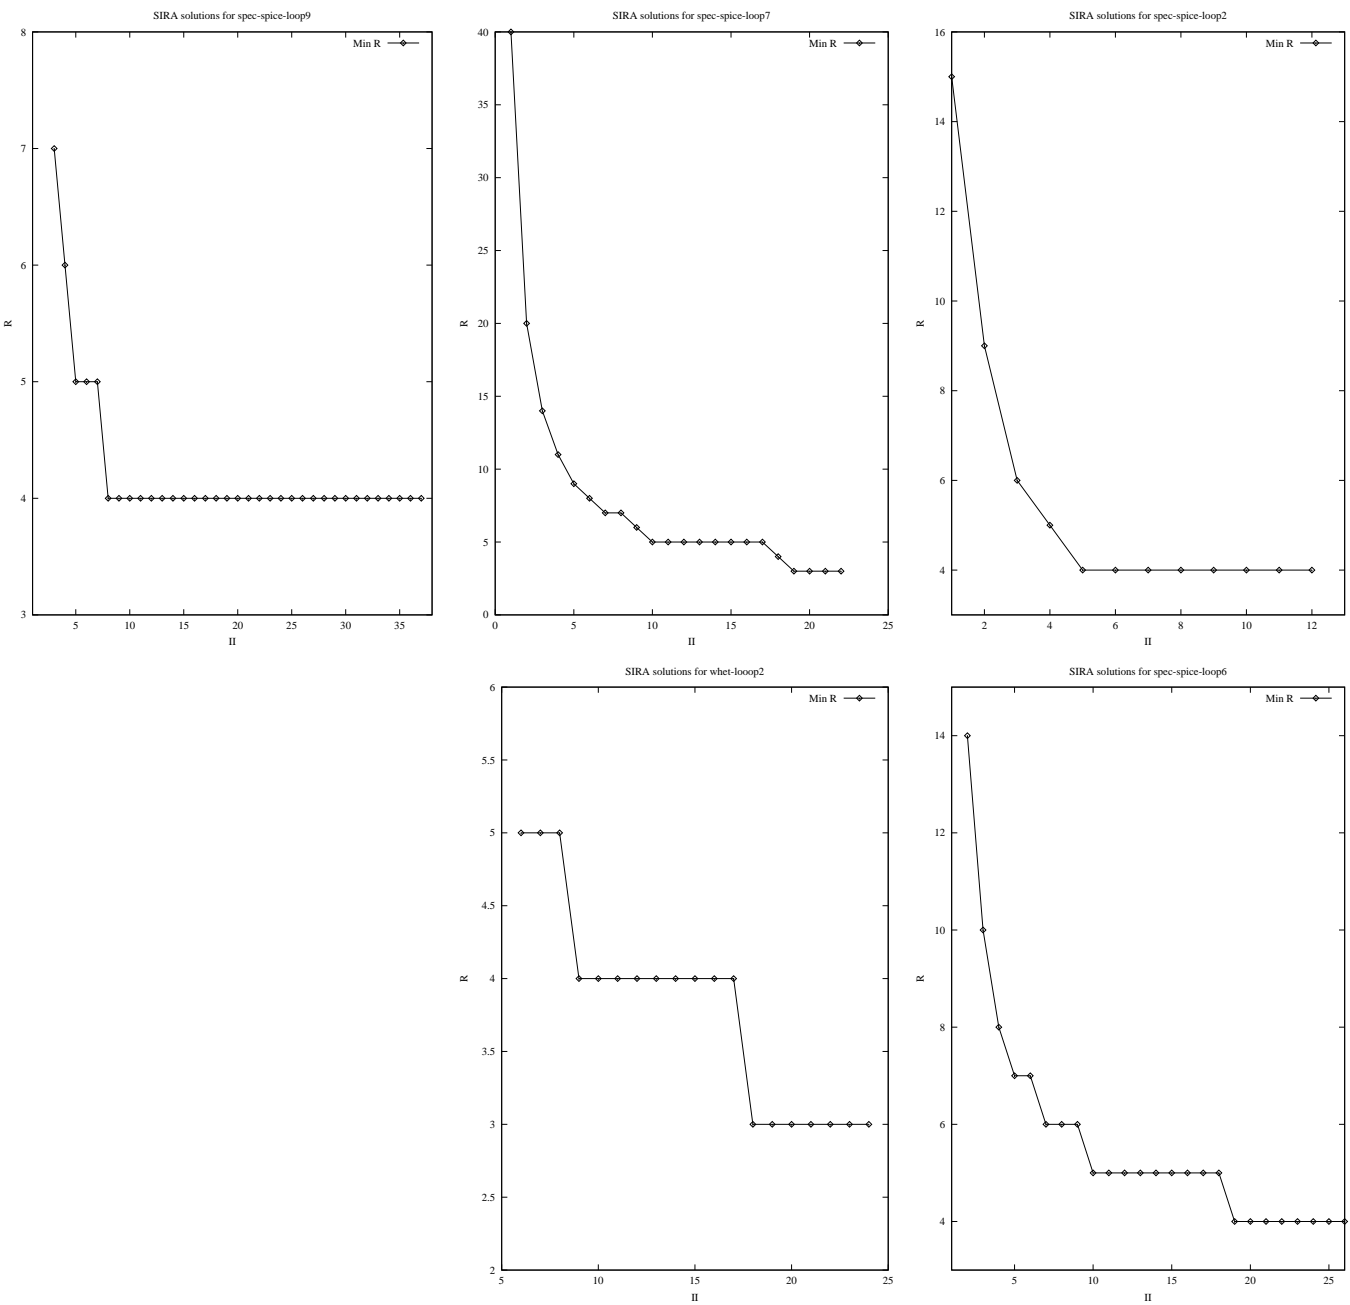 SIRA solutions for spec-spice-loop9
Min R
8
7
6
5
4
3
R
5 10 15 20 25 30 35
II
SIRA solutions for spec-spice-loop7
Min R
40
35
30
25
20
15
10
5
0
R
0 5 10 15 20 25
II
SIRA solutions for spec-spice-loop2
Min R
16
14
12
10
8
6
4
R
2 4 6 8 10 12
II
SIRA solutions for whet-looop2
Min R
6
5.5
5
4.5
4
3.5
3
2.5
2
R
5 10 15 20 25
II
SIRA solutions for spec-spice-loop6
Min R
14
12
10
8
6
4
R
5 10 15 20 25
II